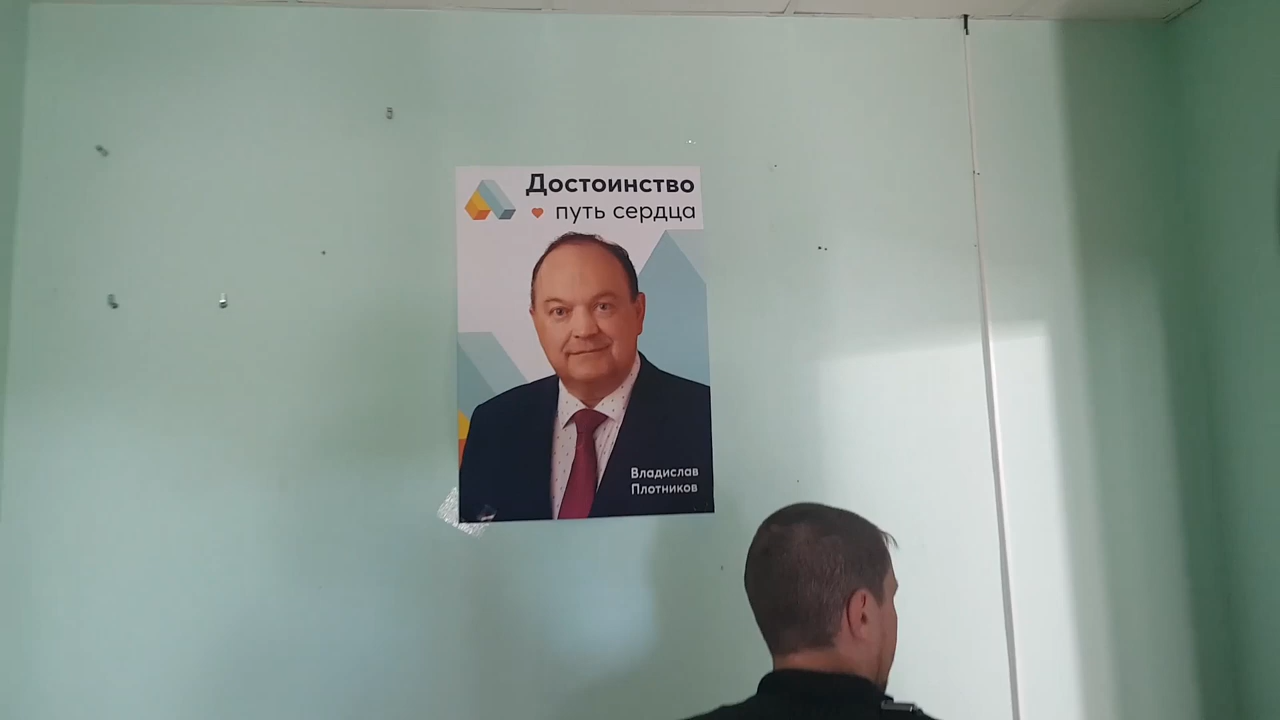 Достоинство
путь сердца
Владислав
Плотников